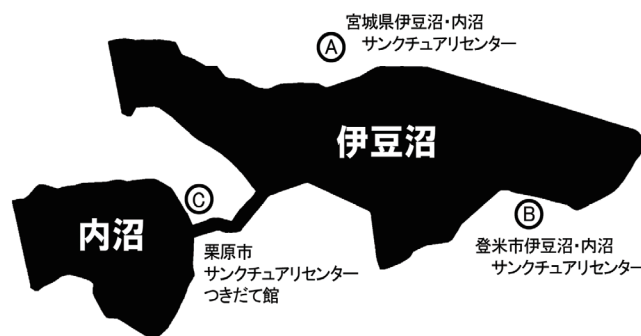 宮城県伊豆沼・内沼
サンクチュアリセンター
A
伊豆沼
C
内沼
B
栗原市
サンクチュアリセンター
つきだて館
登米市伊豆沼・内沼
サンクチュアリセンター